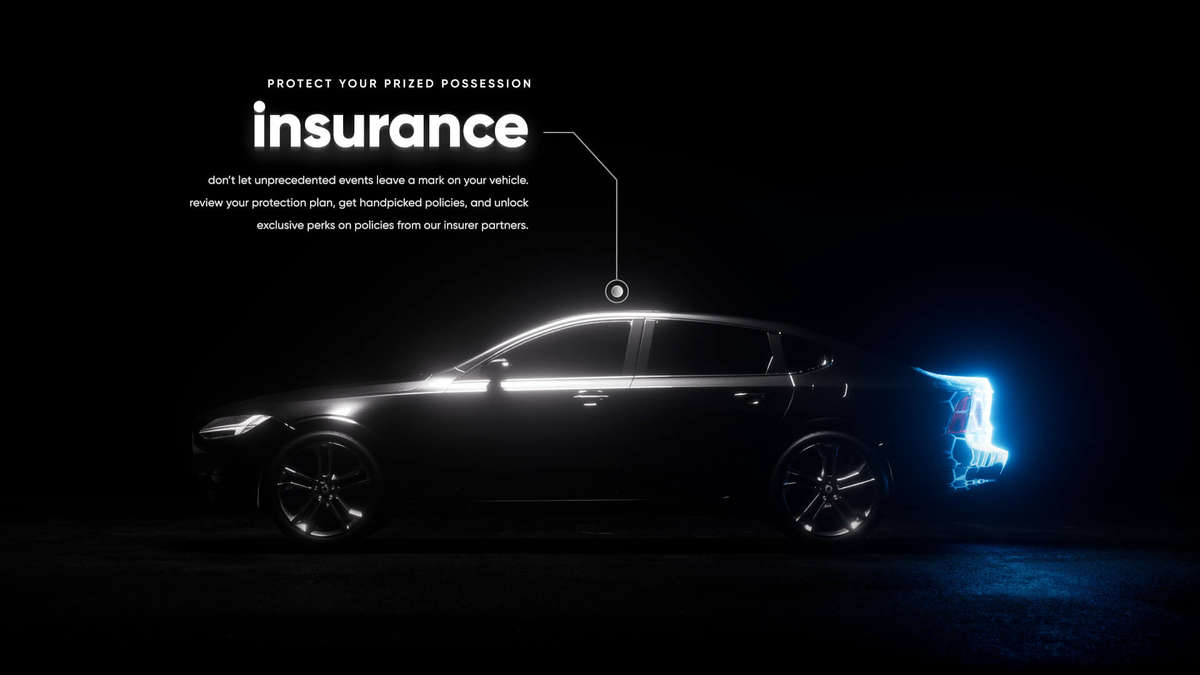 PROTECT YOUR PRIZED POSSESSION
insurance
don't let unprecedented events leave a mark on your vehicle.
review your protection plan, get handpicked policies, and unlock
exclusive perks on policies from our insurer partners.